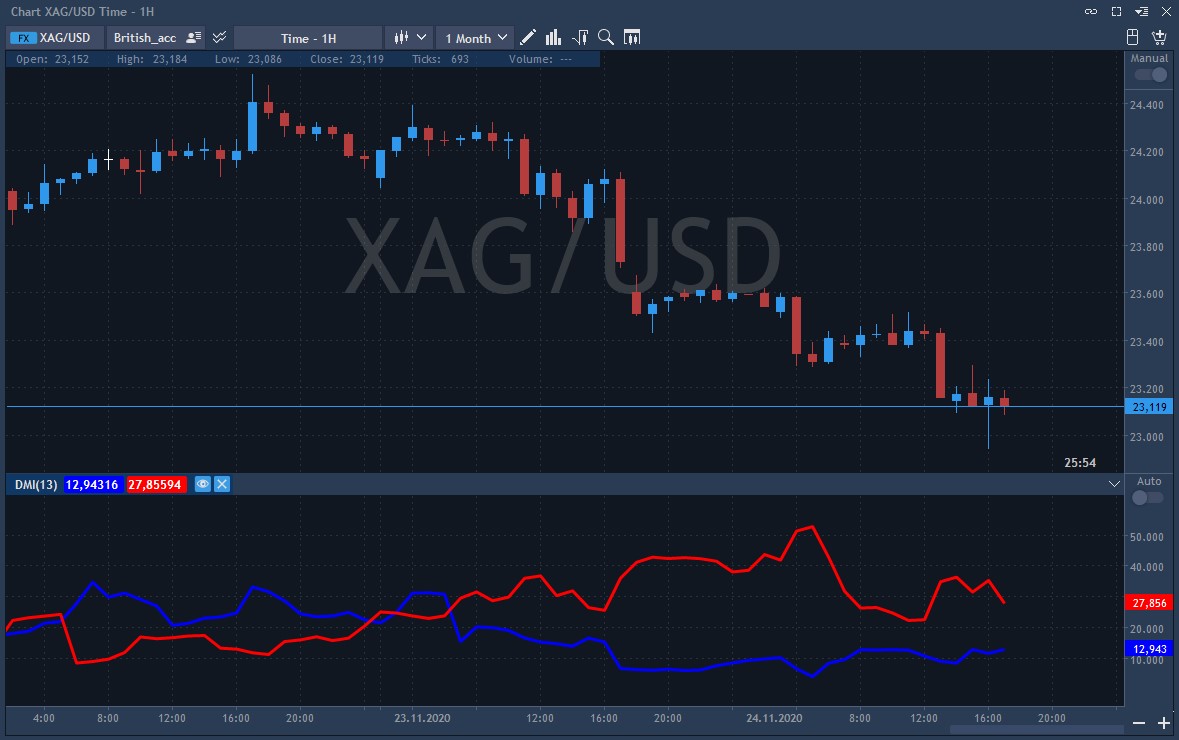 Chart XAG/USD Time - 1H
FX XAG/USD British_acc Time - 1H 1 Month
Open: 23,152 High: 23,184 Low: 23,086 Close: 23,119 Ticks: 693 Volume: ---
Manual
24.400
24.200
24.000
23.800
XAG/USD
23.600
23.400
23.200
23,119
23.000
25:54
DMI(13) 12,94316 27,85594
Auto
50.000
40.000
27,856
20.000
12,943
10.000
4:00 8:00 12:00 16:00 20:00 23.11.2020 12:00 16:00 20:00 24.11.2020 8:00 12:00 16:00 20:00